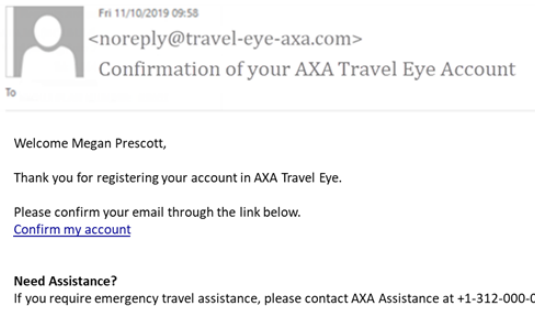 Fri 11/10/2019 09:58
<noreply@travel-eye-axa.com>
Confirmation of your AXA Travel Eye Account
To
Welcome Megan Prescott,
Thank you for registering your account in AXA Travel Eye.
Please confirm your email through the link below.
Confirm my account
Need Assistance?
If you require emergency travel assistance, please contact AXA Assistance at +1-312-000-0